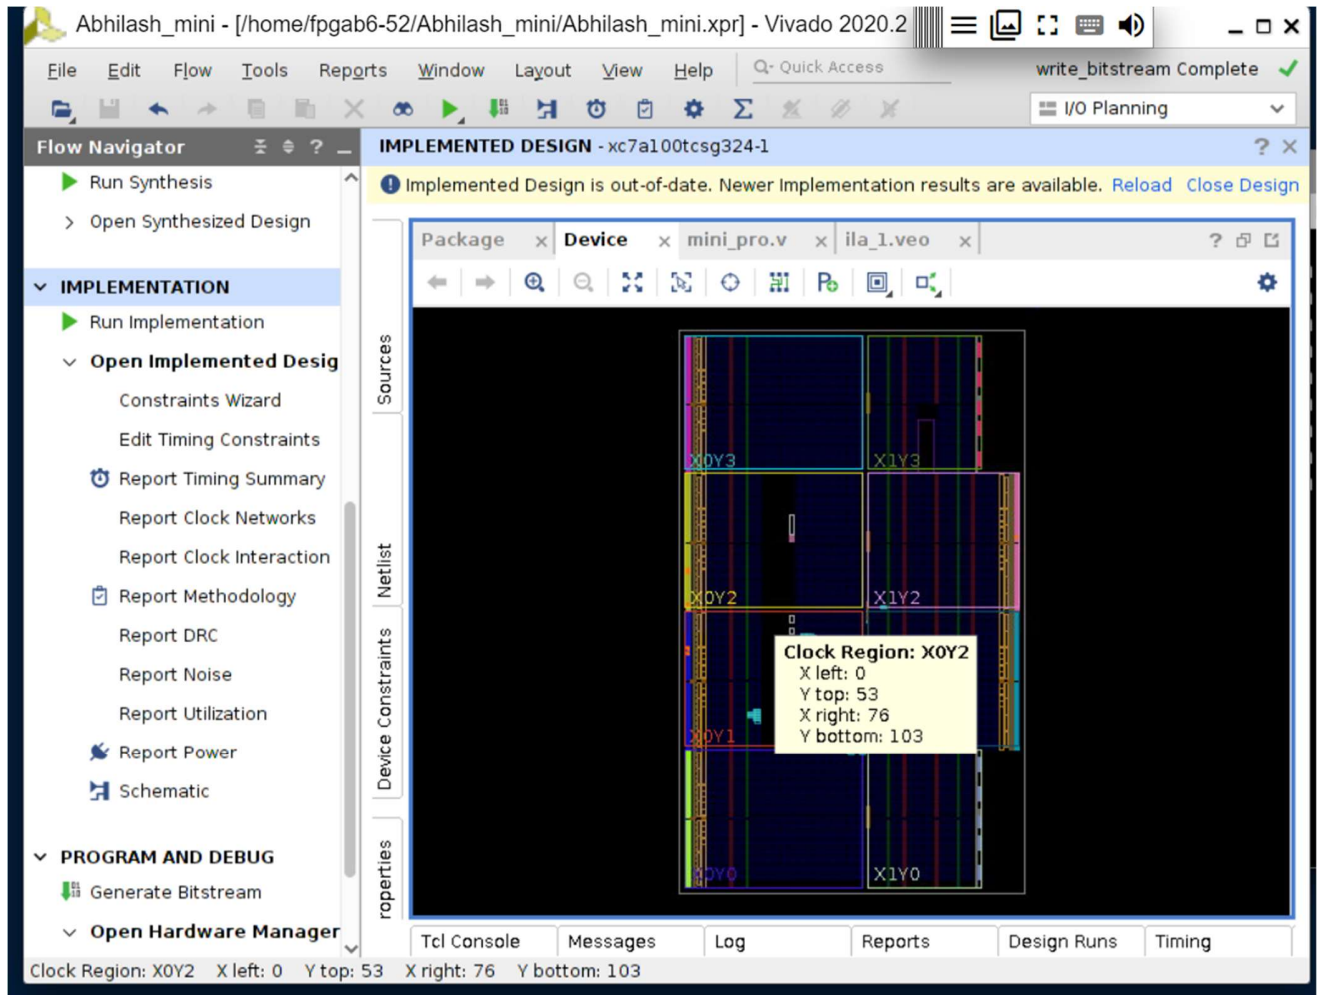 Abhilash_mini - [/home/fpgab6-52/Abhilash_mini/Abhilash_mini.xpr] - Vivado 2020.2
File Edit Flow Tools Reports Window Layout View Help Quick Access write_bitstream Complete
I/O Planning
Flow Navigator
IMPLEMENTED DESIGN - xc7a100tcsg324-1
Implemented Design is out-of-date. Newer Implementation results are available. Reload Close Design
Run Synthesis
Open Synthesized Design
IMPLEMENTATION
Run Implementation
Open Implemented Desig
Constraints Wizard
Edit Timing Constraints
Report Timing Summary
Report Clock Networks
Report Clock Interaction
Report Methodology
Report DRC
Report Noise
Report Utilization
Report Power
Schematic
PROGRAM AND DEBUG
Generate Bitstream
Open Hardware Manager
Sources
Netlist
Device Constraints
roperties
Package Device mini_pro.v ila_1.veo
X0Y3 X1Y3
X0Y2 X1Y2
X0Y1
X0Y0 X1Y0
Clock Region: X0Y2
X left: 0
Y top: 53
X right: 76
Y bottom: 103
Tcl Console Messages Log Reports Design Runs Timing
Clock Region: X0Y2 X left: 0 Y top: 53 X right: 76 Y bottom: 103